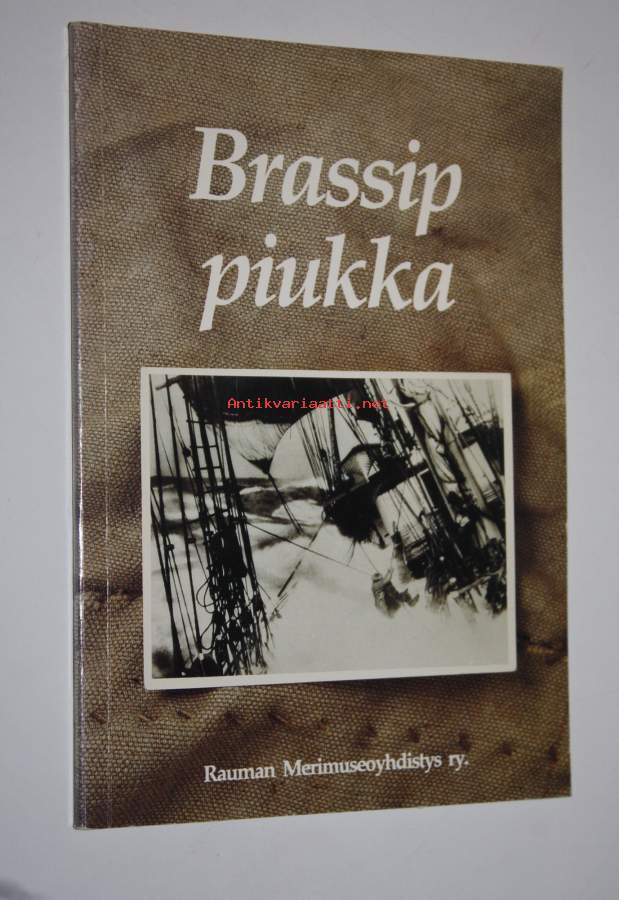 Brassip
piukka
Antikvariaatti.net
Rauman Merimuseoyhdistys ry.